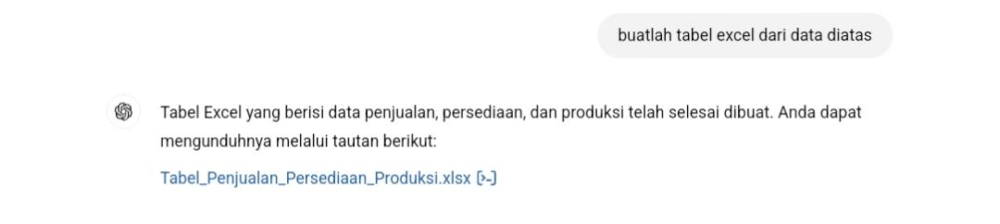 buatlah tabel excel dari data diatas
Tabel Excel yang berisi data penjualan, persediaan, dan produksi telah selesai dibuat. Anda dapat
mengunduhnya melalui tautan berikut:
Tabel_Penjualan_Persediaan_Produksi.xlsx [>-]